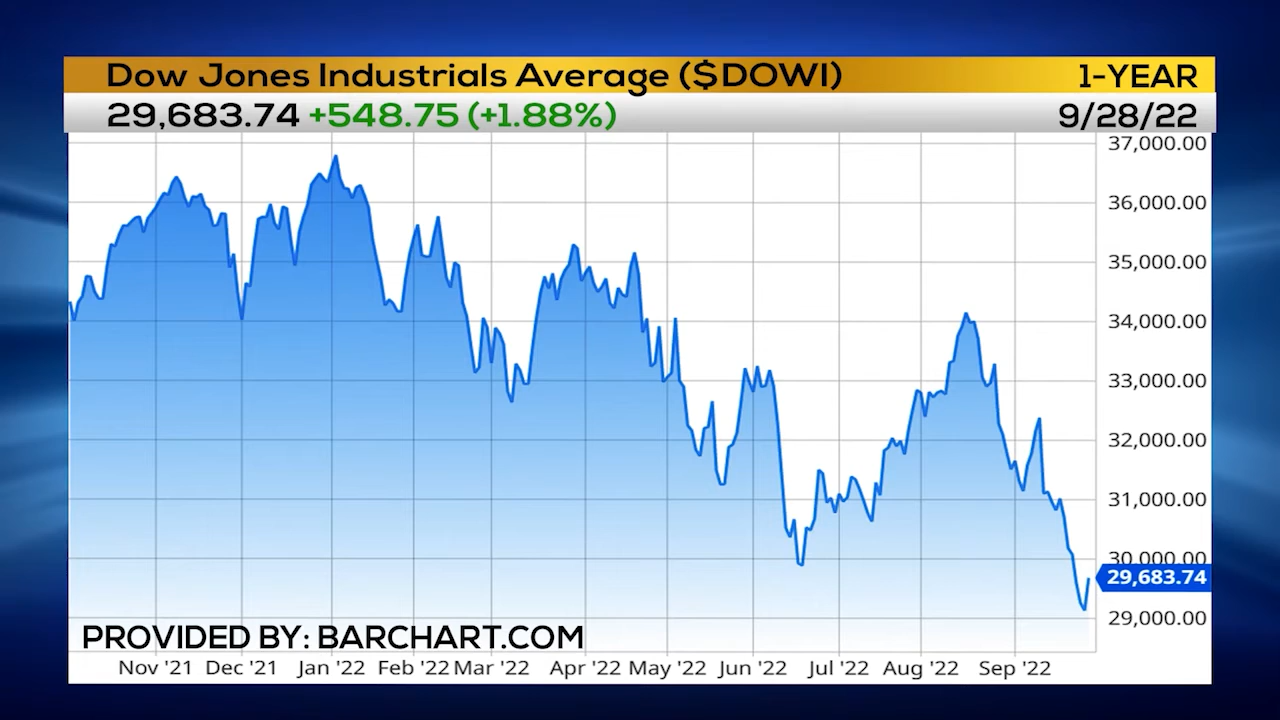 Dow Jones Industrials Average ($DOWI) 1-YEAR
29,683.74 +548.75 (+1.88%) 9/28/22
37,000.00
36,000.00
35,000.00
34,000.00
33,000.00
32,000.00
31,000.00
30,000.00
29,683.74
29,000.00
PROVIDED BY: BARCHART.COM
Nov '21 Dec '21 Jan '22 Feb '22 Mar '22 Apr '22 May '22 Jun '22 Jul '22 Aug '22 Sep '22